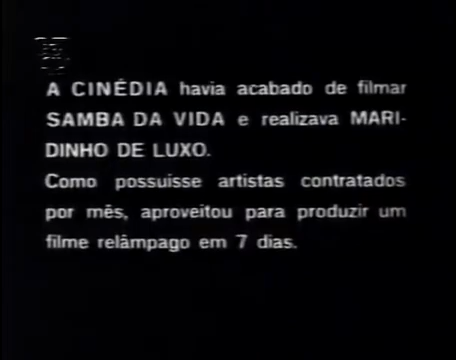 A CINÉDIA havia acabado de filmar
SAMBA DA VIDA e realizava MARI-
DINHO DE LUXO.
Como possuisse artistas contratados
por mês, aproveitou para produzir um
filme relâmpago em 7 dias.